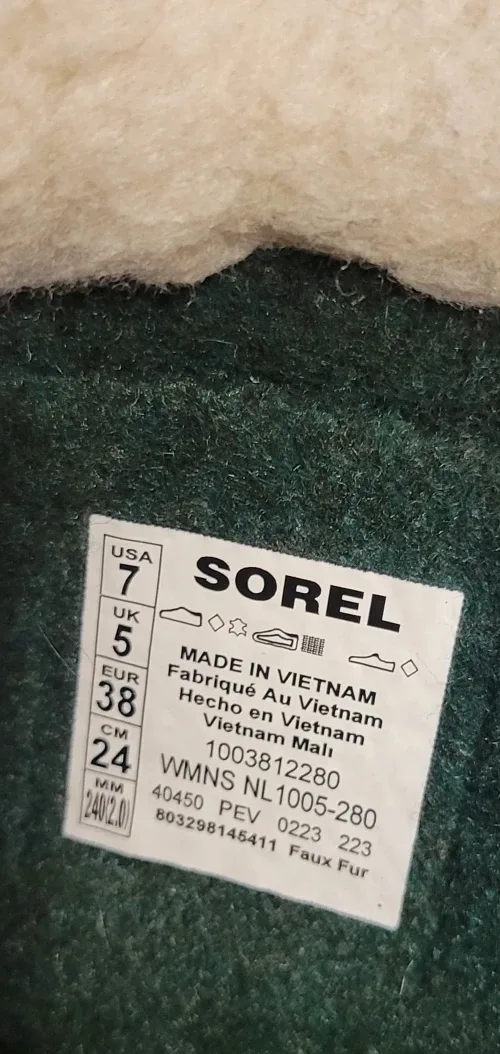 USA
7
UK
5
EUR
38
CM
24
MM
240(2.0)
SOREL
MADE IN VIETNAM
Fabriqué Au Vietnam
Hecho en Vietnam
Vietnam Malı
1003812280
WMNS NL1005-280
40450 PEV 0223 223
803298145411 Faux Fur